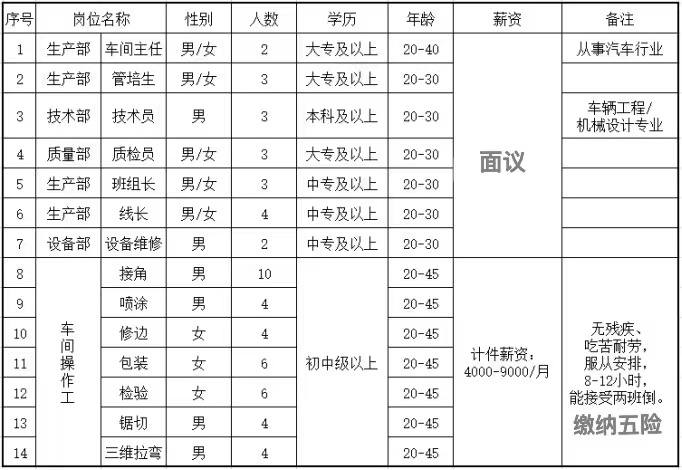 序号 岗位名称 性别 人数 学历 年龄 薪资 备注
1 生产部 车间主任 男/女 2 大专及以上 20-40 从事汽车行业
2 生产部 管培生 男/女 3 大专及以上 20-30
3 技术部 技术员 男 3 本科及以上 20-30 车辆工程/
机械设计专业
4 质量部 质检员 男/女 3 大专及以上 20-30
面议
5 生产部 班组长 男/女 3 中专及以上 20-30
6 生产部 线长 男/女 4 中专及以上 20-30
7 设备部 设备维修 男 2 中专及以上 20-30
8 接角 男 10 20-45
9 喷涂 男 4 20-45
10 修边 女 4 20-45
11 包装 女 6 20-45
12 检验 女 6 20-45
13 锯切 男 4 20-45
14 三维拉弯 男 4 20-45
车间操作工
初中级以上
计件薪资:
4000-9000/月
无残疾、
吃苦耐劳,
服从安排,
8-12小时,
能接受两班倒。
缴纳五险